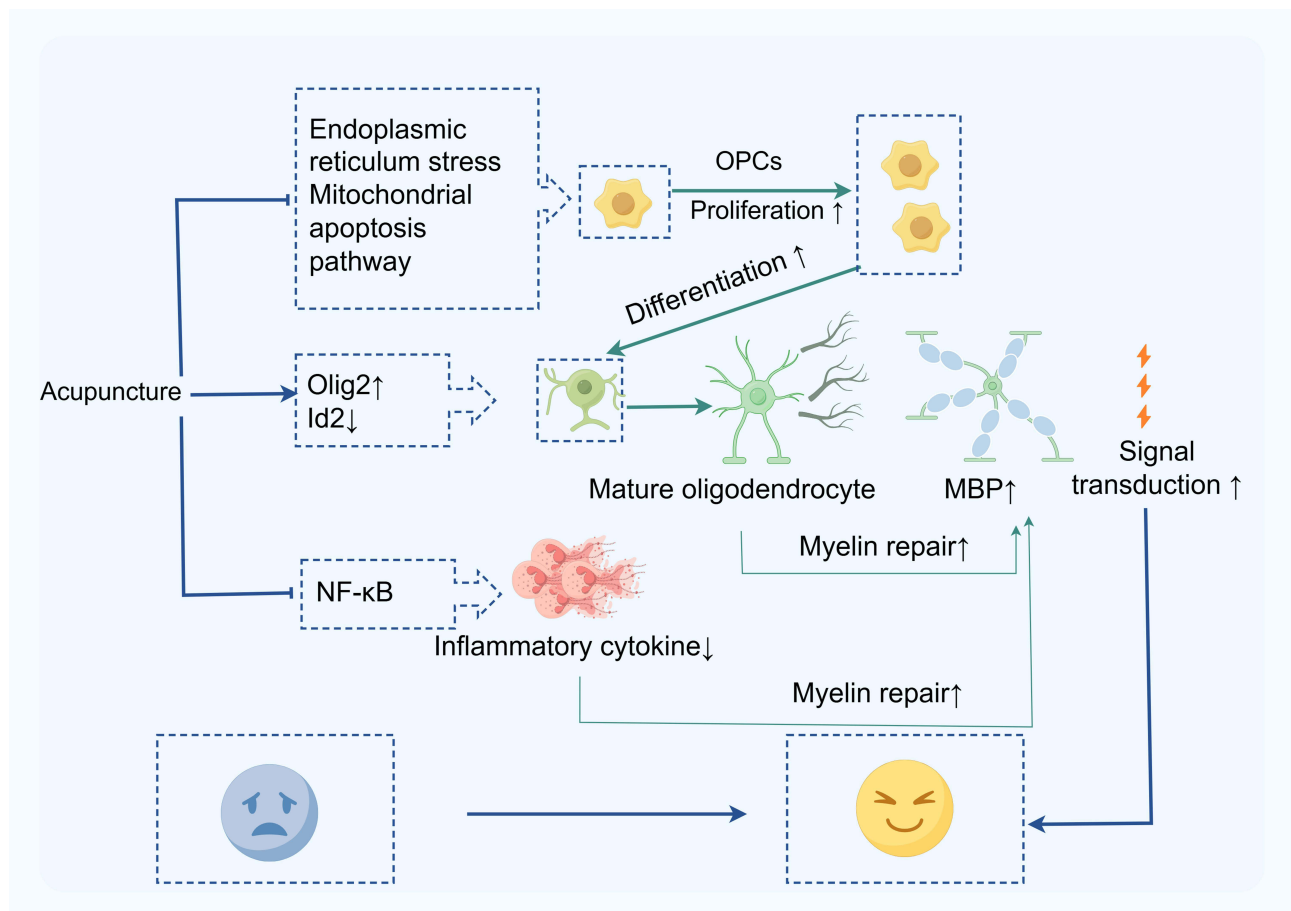 Endoplasmic
reticulum stress
Mitochondrial
apoptosis
pathway
OPCs
Proliferation ↑
Differentiation ↑
Acupuncture
Olig2↑
Id2↓
Mature oligodendrocyte
MBP↑
Signal
transduction ↑
Myelin repair↑
NF-κB
Inflammatory cytokine↓
Myelin repair↑